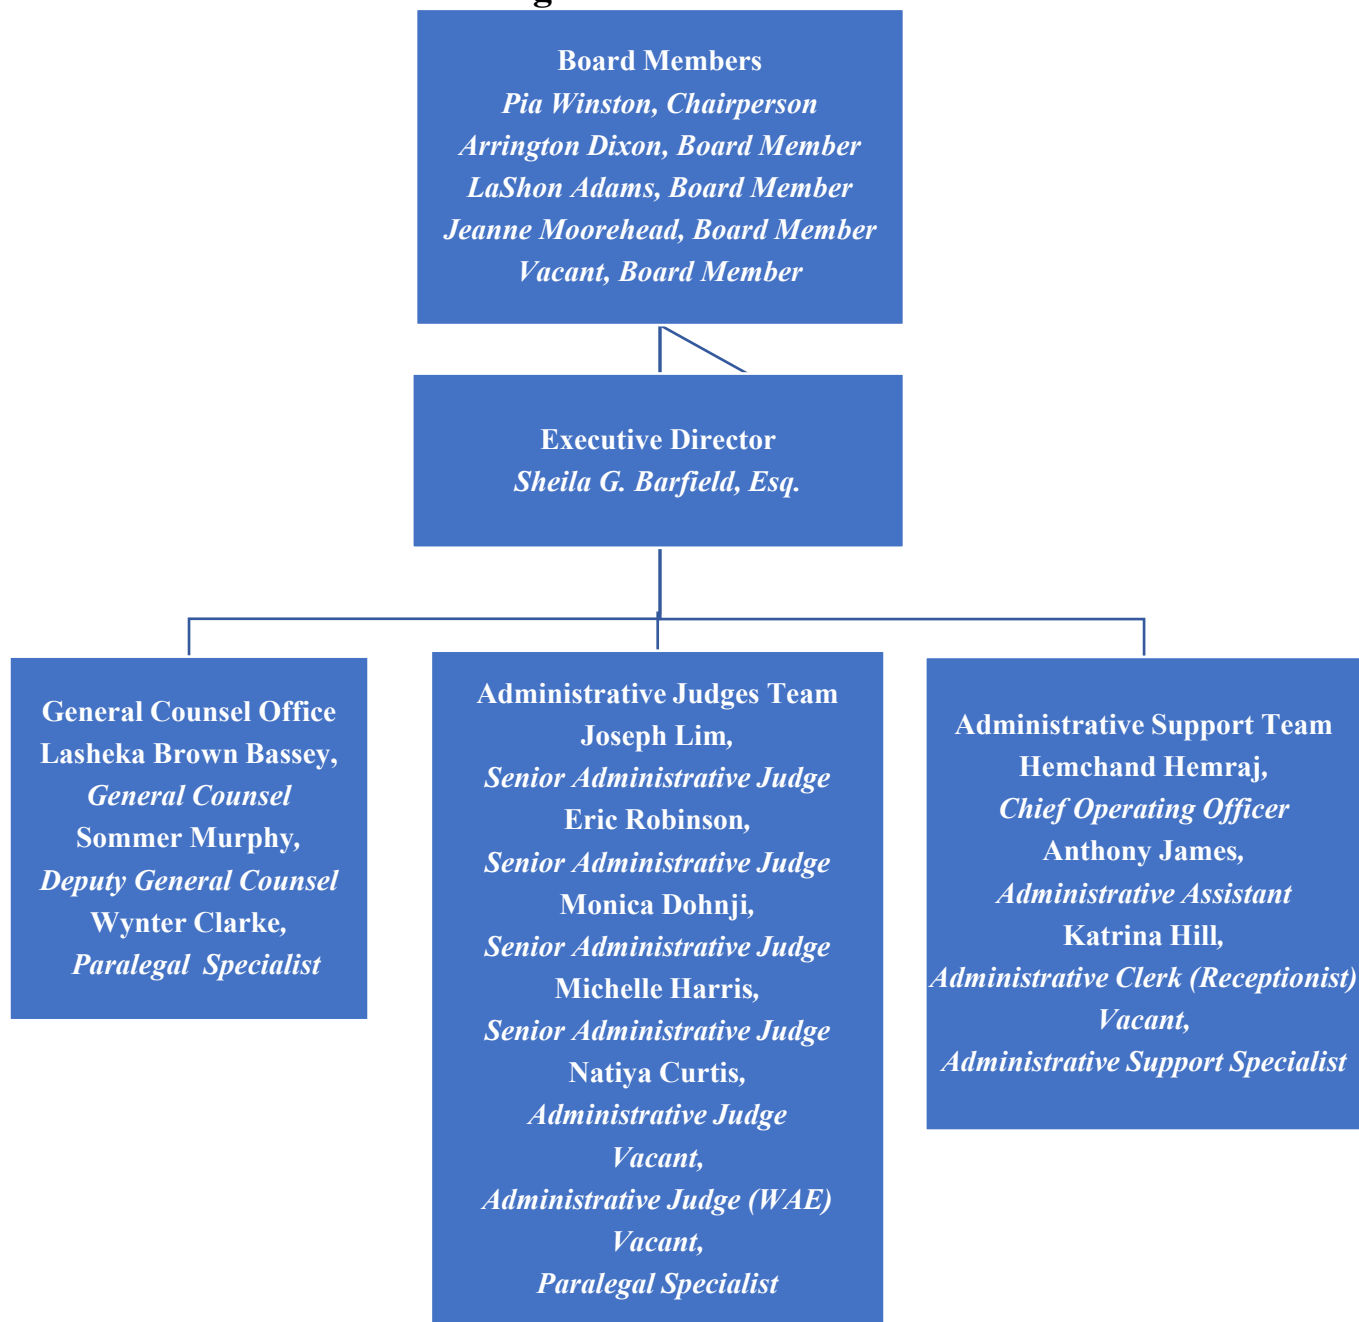 Board Members
Pia Winston, Chairperson
Arrington Dixon, Board Member
LaShon Adams, Board Member
Jeanne Moorehead, Board Member
Vacant, Board Member
Executive Director
Sheila G. Barfield, Esq.
General Counsel Office
Lasheka Brown Bassey,
General Counsel
Sommer Murphy,
Deputy General Counsel
Wynter Clarke,
Paralegal Specialist
Administrative Judges Team
Joseph Lim,
Senior Administrative Judge
Eric Robinson,
Senior Administrative Judge
Monica Dohnji,
Senior Administrative Judge
Michelle Harris,
Senior Administrative Judge
Natiya Curtis,
Administrative Judge
Vacant,
Administrative Judge (WAE)
Vacant,
Paralegal Specialist
Administrative Support Team
Hemchand Hemraj,
Chief Operating Officer
Anthony James,
Administrative Assistant
Katrina Hill,
Administrative Clerk (Receptionist)
Vacant,
Administrative Support Specialist